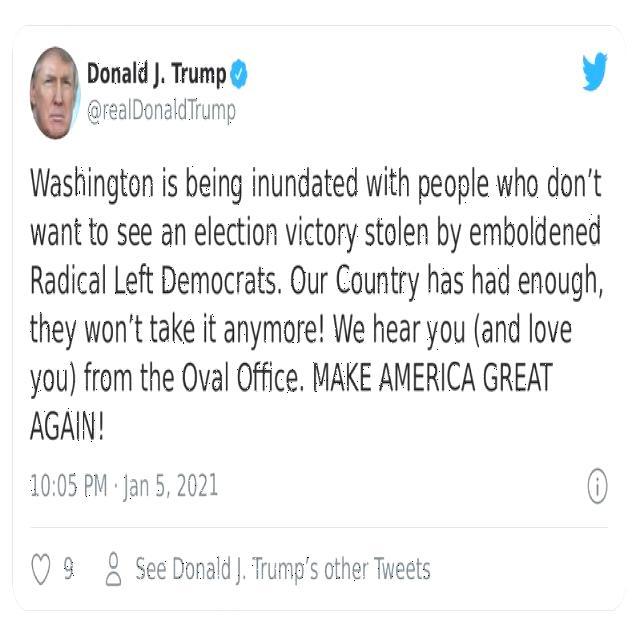 Donald J. Trump
@realDonaldTrump
Washington is being inundated with people who don’t
want to see an election victory stolen by emboldened
Radical Left Democrats. Our Country has had enough,
they won’t take it anymore! We hear you (and love
you) from the Oval Office. MAKE AMERICA GREAT
AGAIN!
10:05 PM · Jan 5, 2021
9 See Donald J. Trump’s other Tweets